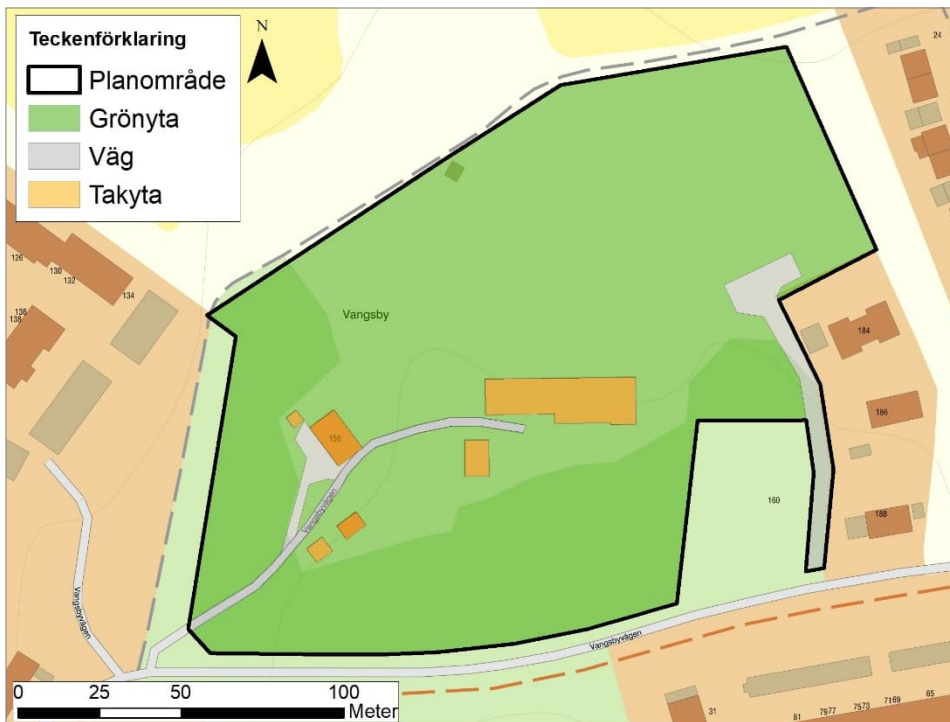 Teckenförklaring
Planområde
Grönyta
Väg
Takyta
N
24
126
130
132
134
138
138
Vangsby
150
184
186
188
160
Vangsbyvägen
Vangsbyvägen
Vangsbyvägen
31
81
7977
7573
7169
65
0 25 50 100
Meter